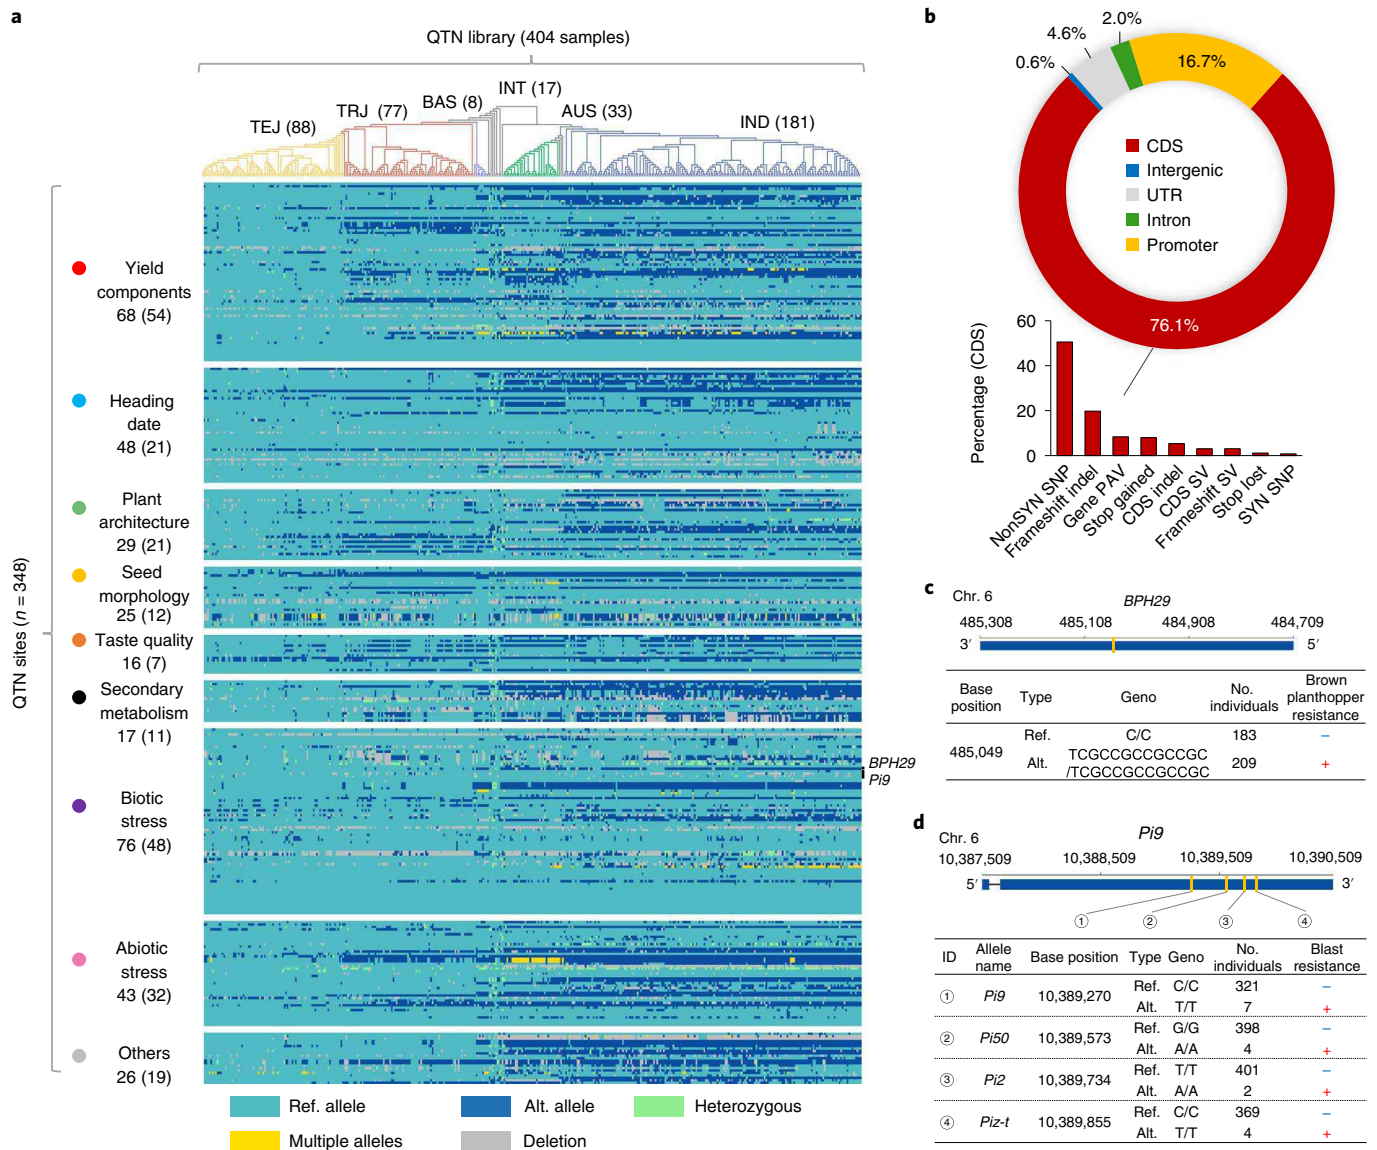 a
QTN library (404 samples)
TEJ (88)
TRJ (77)
BAS (8)
INT (17)
AUS (33)
IND (181)
QTN sites (n = 348)
Yield
components
68 (54)
Heading
date
48 (21)
Plant
architecture
29 (21)
Seed
morphology
25 (12)
Taste quality
16 (7)
Secondary
metabolism
17 (11)
Biotic
stress
76 (48)
Abiotic
stress
43 (32)
Others
26 (19)
BPH29
Pi9
Ref. allele
Alt. allele
Heterozygous
Multiple alleles
Deletion
b
0.6%
4.6%
2.0%
16.7%
76.1%
CDS
Intergenic
UTR
Intron
Promoter
Percentage (CDS)
60
40
20
0
NonSYN SNP
Frameshift indel
Gene PAV
Stop gained
CDS indel
CDS SV
Frameshift SV
Stop lost
SYN SNP
c
Chr. 6
BPH29
485,308 485,108 484,908 484,709
3′ 5′
Base position Type Geno No. individuals Brown planthopper resistance
485,049 Ref. C/C 183 −
Alt. TCGCCGCCGCCGC
/TCGCCGCCGCCGC 209 +
d
Chr. 6
Pi9
10,387,509 10,388,509 10,389,509 10,390,509
5′ 3′
① ② ③ ④
ID Allele name Base position Type Geno No. individuals Blast resistance
① Pi9 10,389,270 Ref. C/C 321 −
Alt. T/T 7 +
② Pi50 10,389,573 Ref. G/G 398 −
Alt. A/A 4 +
③ Pi2 10,389,734 Ref. T/T 401 −
Alt. A/A 2 +
④ Piz-t 10,389,855 Ref. C/C 369 −
Alt. T/T 4 +